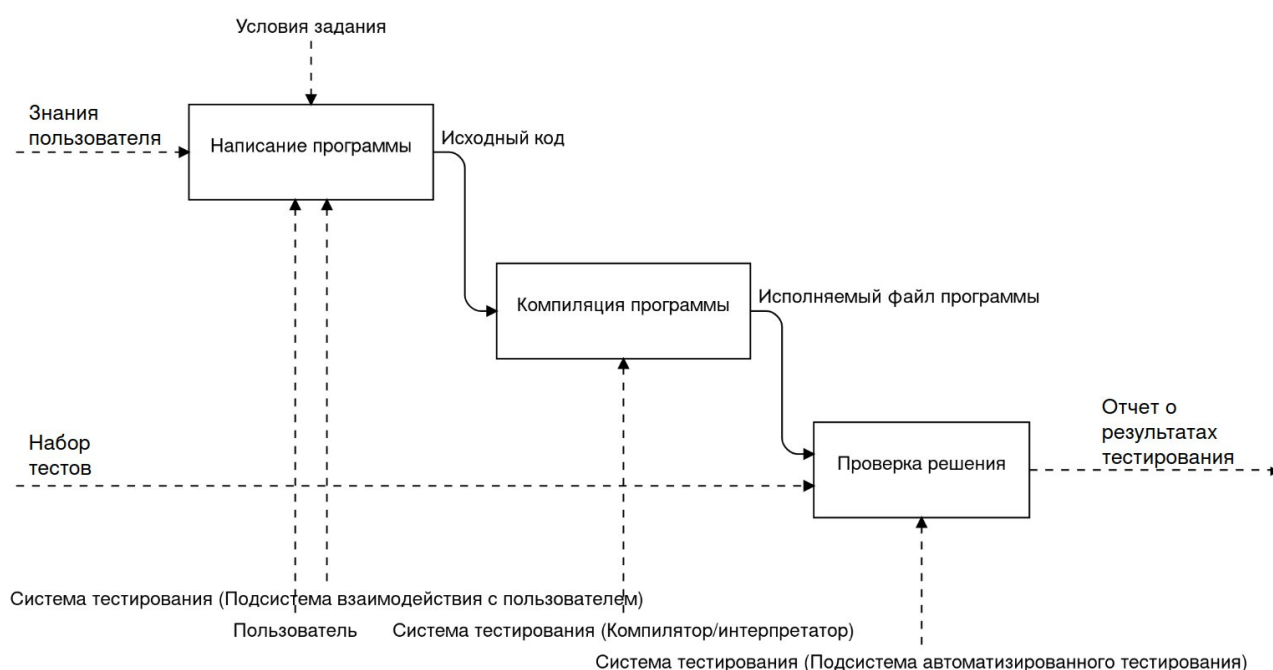 Условия задания
Знания
пользователя
Написание программы
Исходный код
Компиляция программы
Исполняемый файл программы
Набор
тестов
Проверка решения
Отчет о
результатах
тестирования
Система тестирования (Подсистема взаимодействия с пользователем)
Пользователь
Система тестирования (Компилятор/интерпретатор)
Система тестирования (Подсистема автоматизированного тестирования)